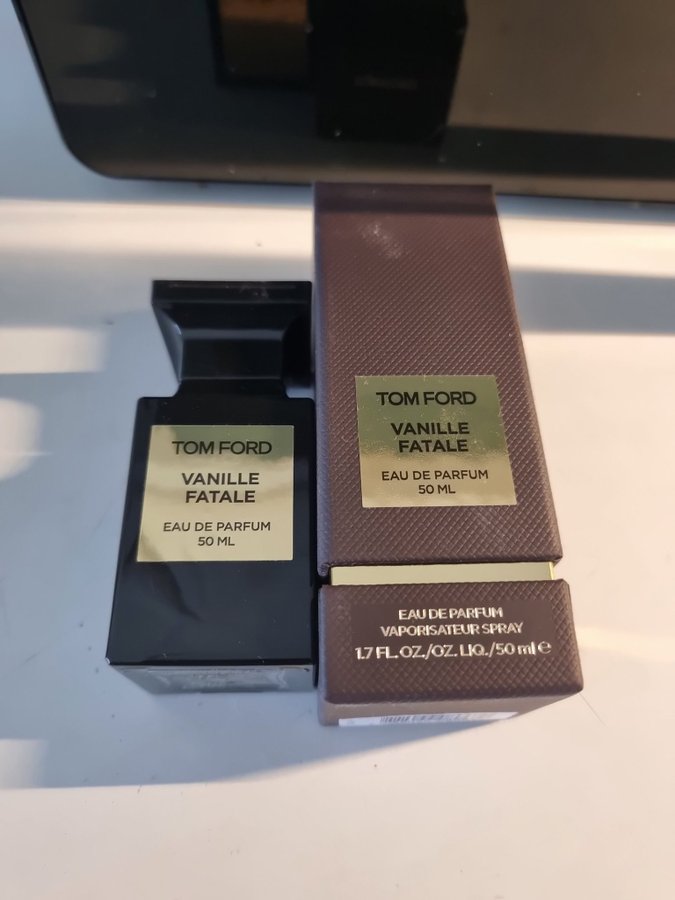 TOM FORD
VANILLE
FATALE
EAU DE PARFUM
50 ML
TOM FORD
VANILLE
FATALE
EAU DE PARFUM
50 ML
EAU DE PARFUM
VAPORISATEUR SPRAY
1.7 FL. OZ./OZ. LIQ./50 ml ℮